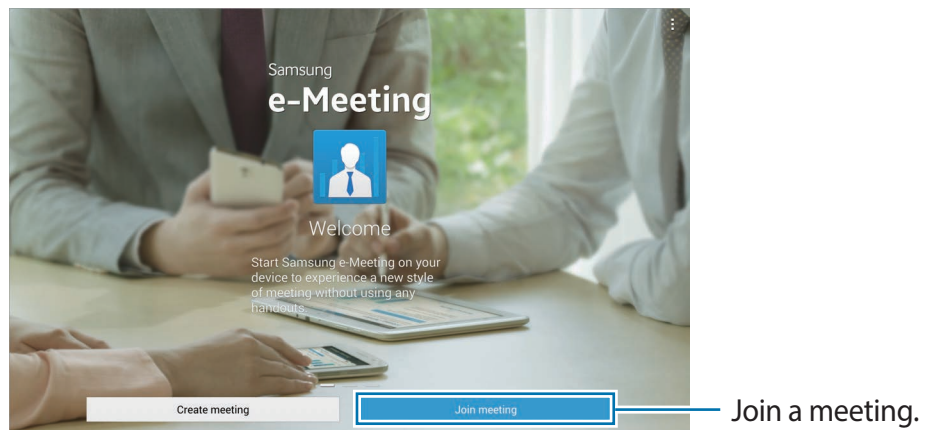 Samsung
e-Meeting
Welcome
Start Samsung e-Meeting on your
device to experience a new style
of meeting without using any
handouts.
Create meeting
Join meeting
Join a meeting.